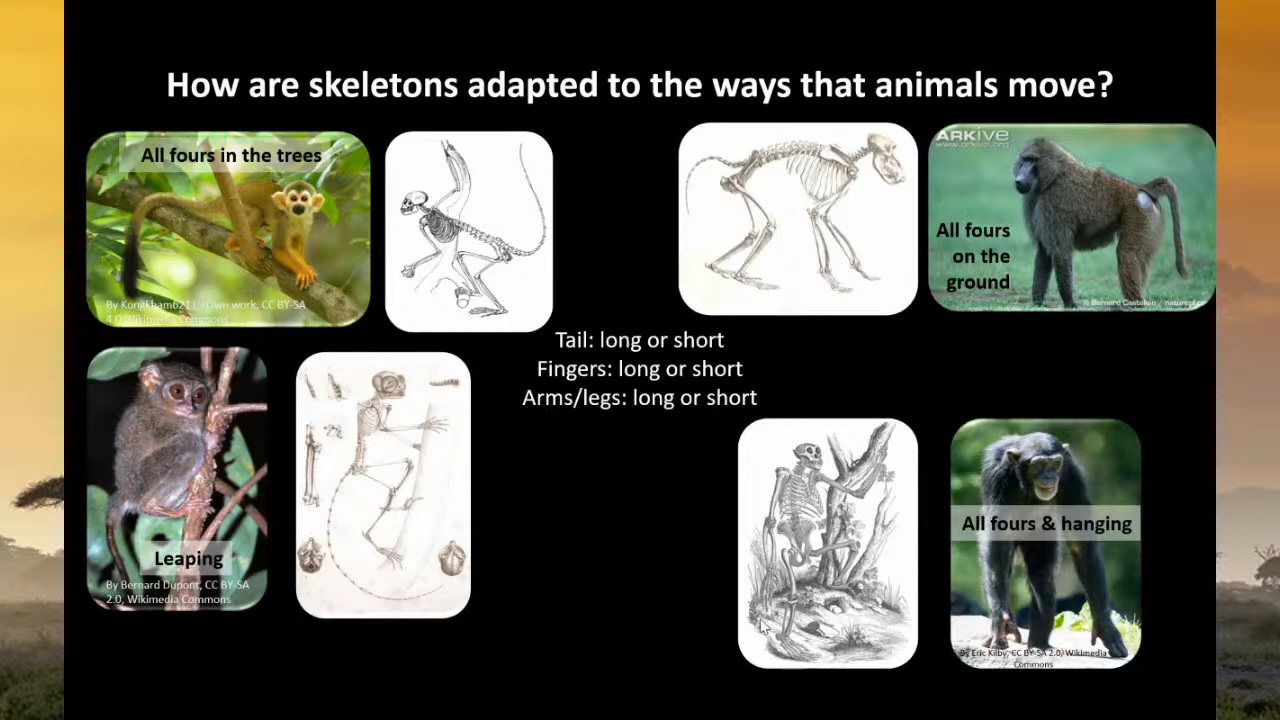 How are skeletons adapted to the ways that animals move?
All fours in the trees
By Kongkham6211 - Own work, CC BY-SA
4.0, Wikimedia Commons
ARKive
www.arkive.org
All fours
on the
ground
© Bernard Castelein / naturepl.com
Tail: long or short
Fingers: long or short
Arms/legs: long or short
Leaping
By Bernard Dupont, CC BY-SA
2.0, Wikimedia Commons
All fours & hanging
By Eric Kilby, CC BY-SA 2.0, Wikimedia
Commons